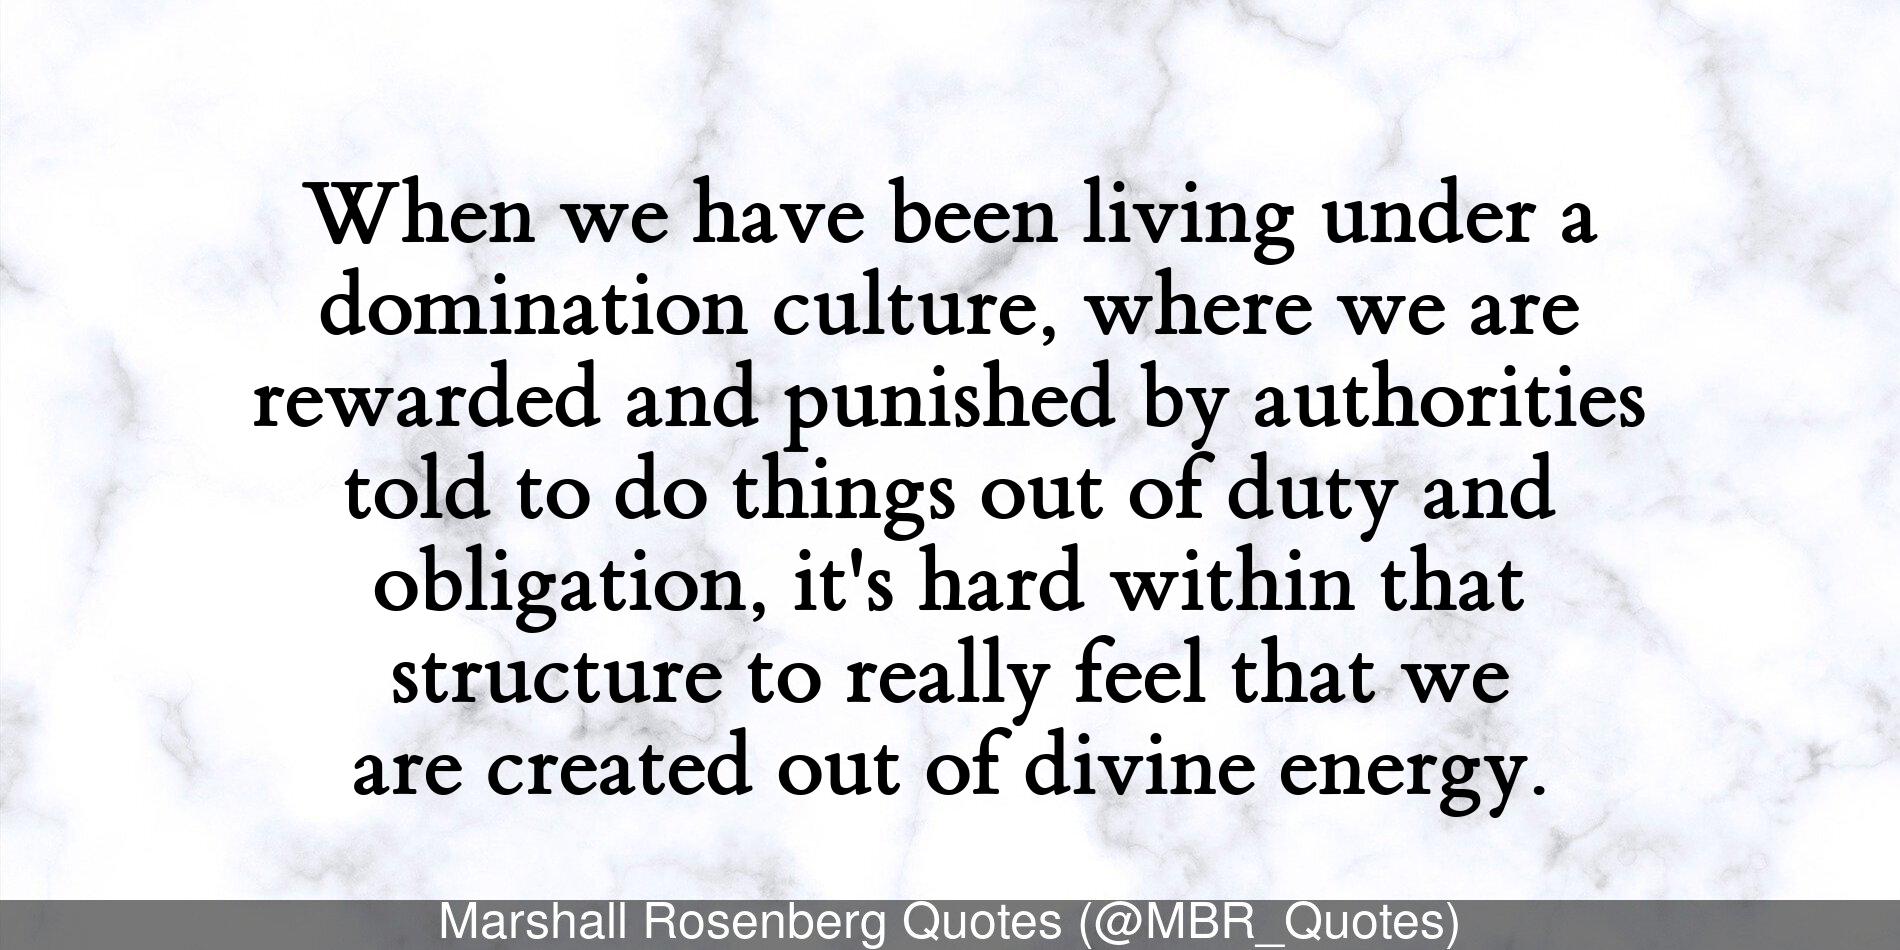 When we have been living under a
domination culture, where we are
rewarded and punished by authorities
told to do things out of duty and
obligation, it's hard within that
structure to really feel that we
are created out of divine energy.
Marshall Rosenberg Quotes (@MBR_Quotes)